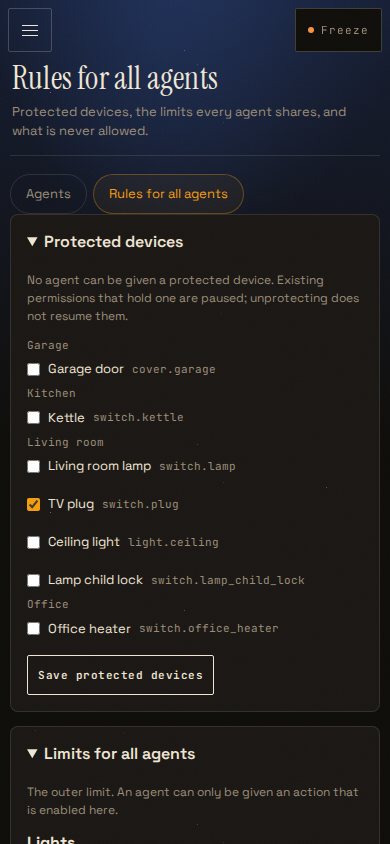 Freeze
Rules for all agents
Protected devices, the limits every agent shares, and
what is never allowed.
Agents
Rules for all agents
▼ Protected devices
No agent can be given a protected device. Existing
permissions that hold one are paused; unprotecting does
not resume them.
Garage
Garage door cover.garage
Kitchen
Kettle switch.kettle
Living room
Living room lamp switch.lamp
TV plug switch.plug
Ceiling light light.ceiling
Lamp child lock switch.lamp_child_lock
Office
Office heater switch.office_heater
Save protected devices
▼ Limits for all agents
The outer limit. An agent can only be given an action that
is enabled here.
Lights